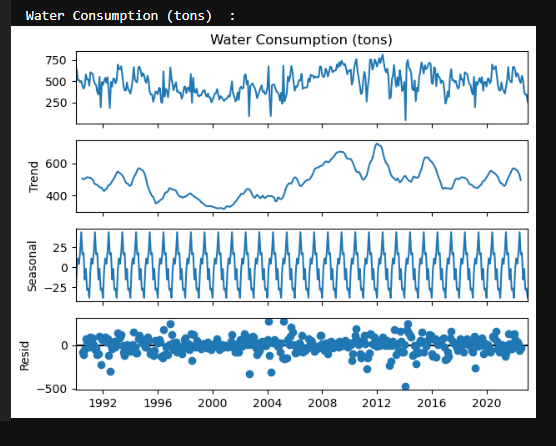 Water Consumption (tons)  :
Water Consumption (tons)
750
500
250
Trend
600
400
Seasonal
25
0
−25
Resid
0
−500
1992 1996 2000 2004 2008 2012 2016 2020